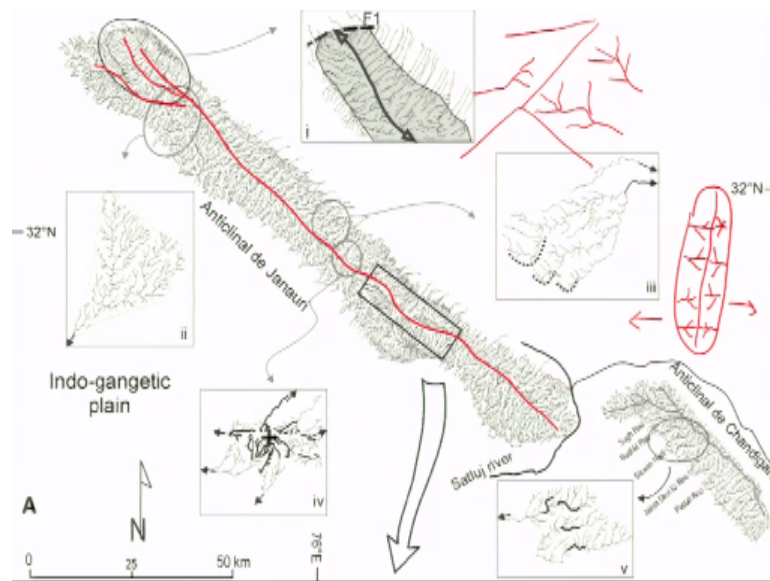 F1
i
32°N
32°N
Anticlinal de Janauri
iii
ii
Indo-gangetic
plain
Anticlinal de Chandigar
Satluj river
iv
v
A
N
76°E
0 25 50 km